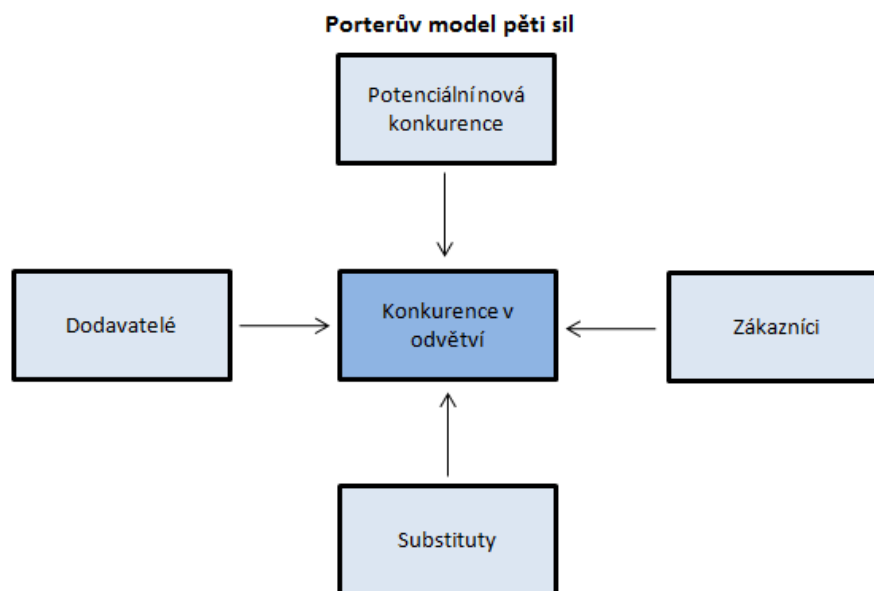 Porterův model pěti sil
Potenciální nová
konkurence
Dodavatelé
Konkurence v
odvětví
Zákazníci
Substituty